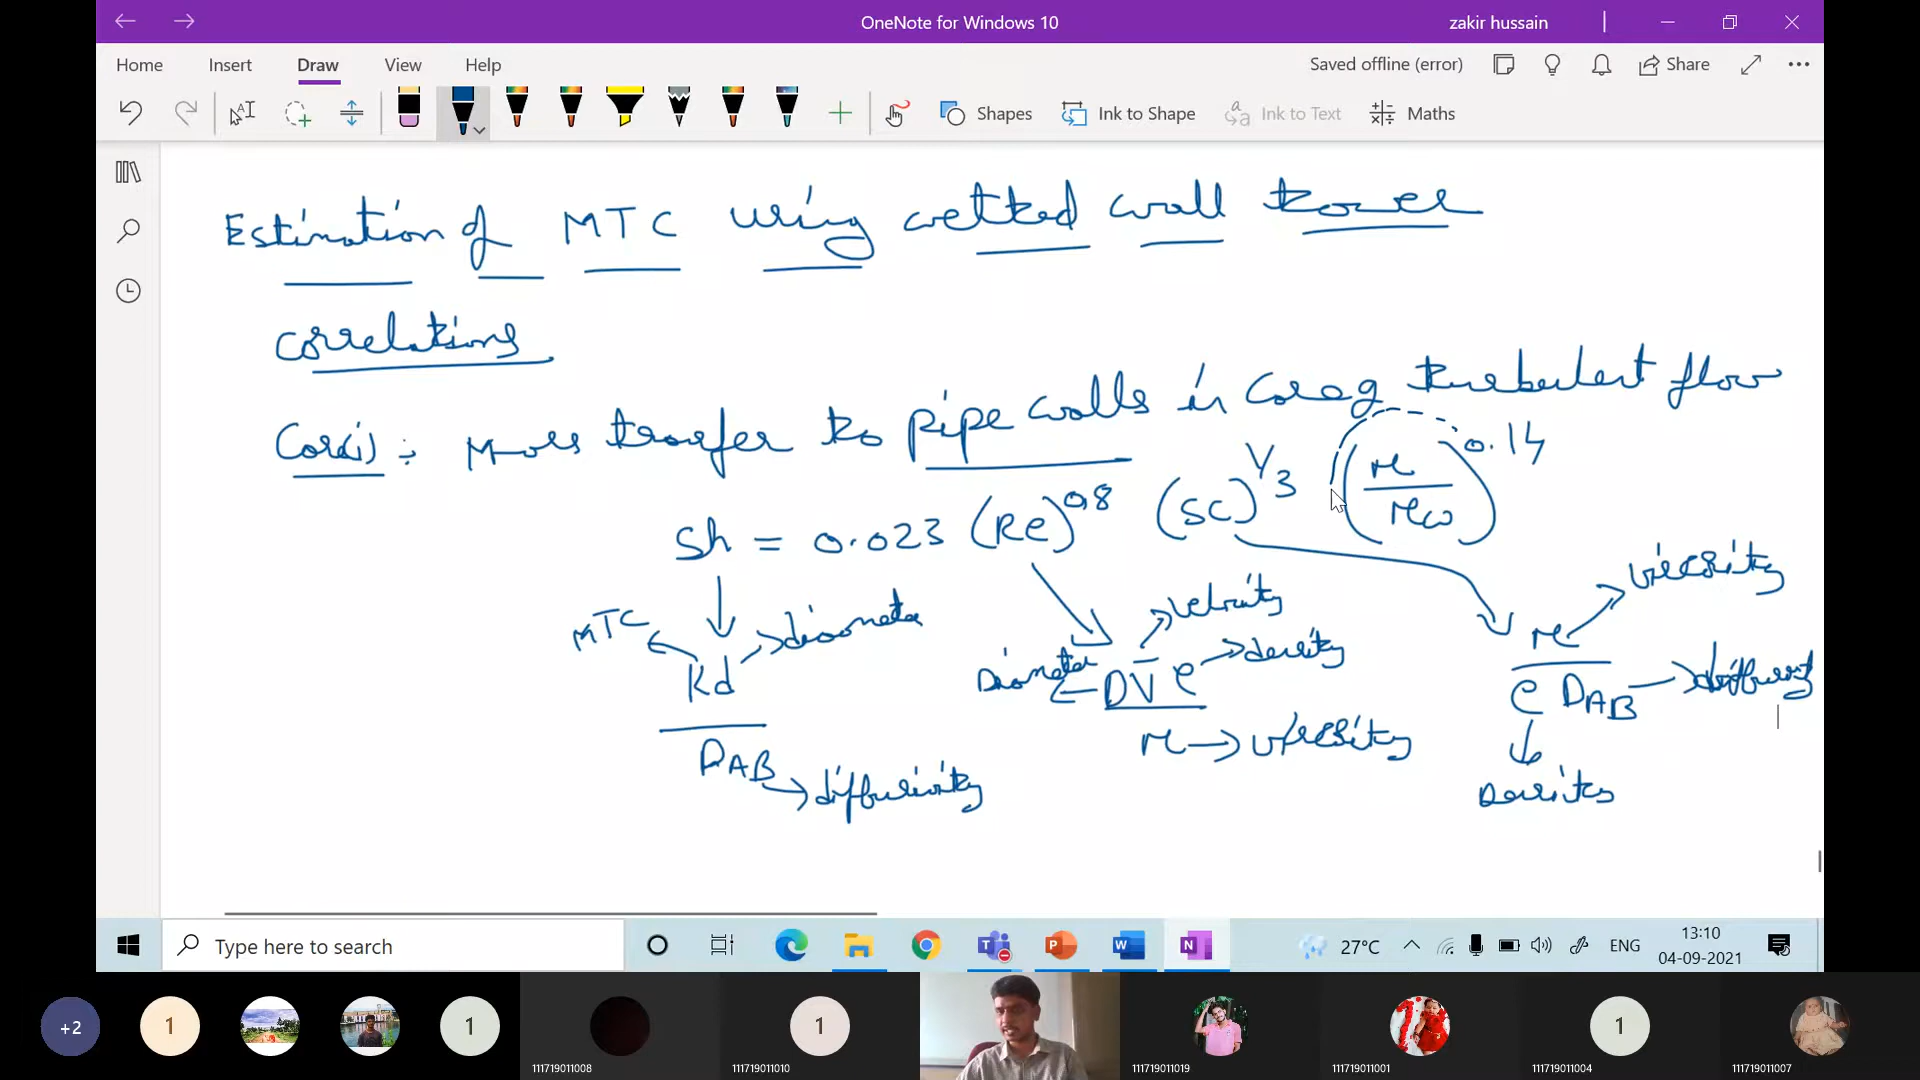 OneNote for Windows 10
zakir hussain
Home Insert Draw View Help
Saved offline (error) Share
Shapes Ink to Shape Ink to Text Maths
Estimation of MTC using wetted wall tower
correlations
Case(i) : Mass transfer to pipe walls in turbulent flow
Sh = 0.023 (Re)^0.8 (Sc)^1/3 (μ/μω)^0.14
MTC ← Kd → diameter
DAB → diffusivity
Diameter ← DV̄ρ → velocity → density
μ → viscosity
μ → viscosity
ρ DAB → diffusivity
Density
Type here to search
27°C ENG 13:10
04-09-2021
+2 1 1 1 1
111719011008 111719011010 111719011019 111719011001 111719011004 111719011007